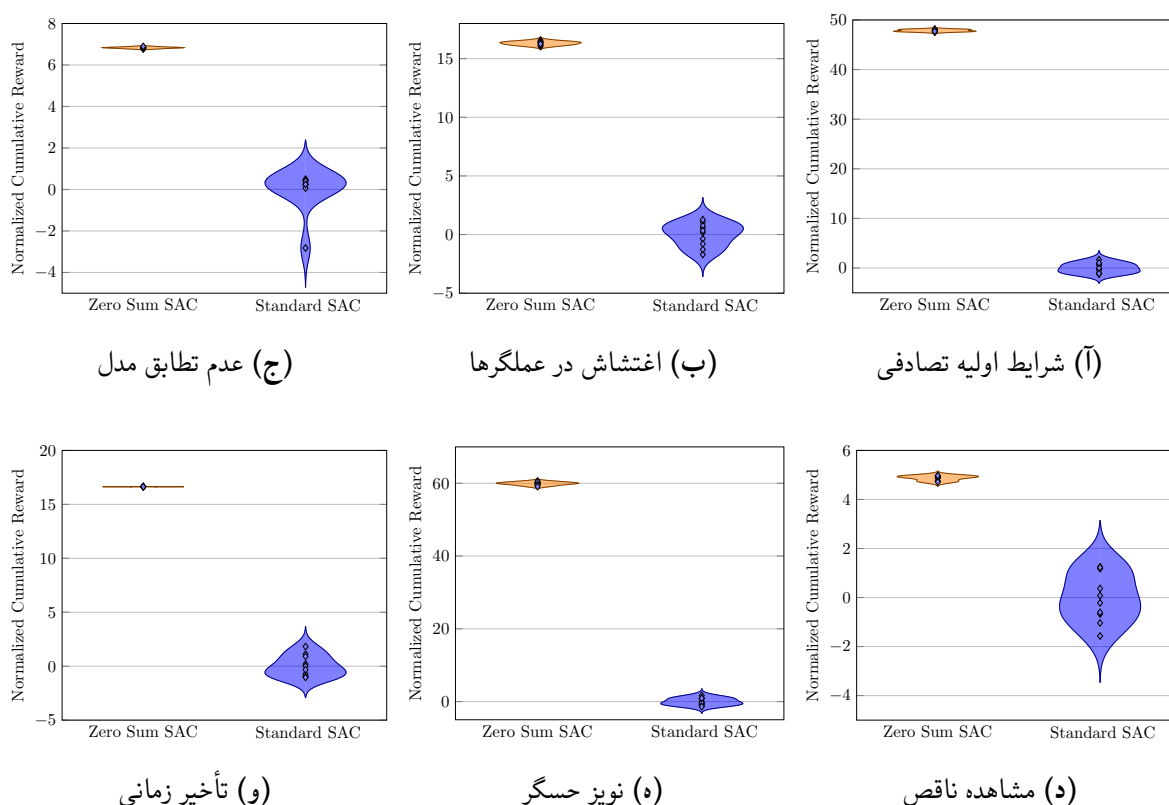 Normalized Cumulative Reward
50
40
30
20
10
0
Zero Sum SAC
Standard SAC
(آ) شرایط اولیه تصادفی
Normalized Cumulative Reward
15
10
5
0
−5
Zero Sum SAC
Standard SAC
(ب) اغتشاش در عملگرها
Normalized Cumulative Reward
8
6
4
2
0
−2
−4
Zero Sum SAC
Standard SAC
(ج) عدم تطابق مدل
Normalized Cumulative Reward
6
4
2
0
−2
−4
Zero Sum SAC
Standard SAC
(د) مشاهده ناقص
Normalized Cumulative Reward
60
40
20
0
Zero Sum SAC
Standard SAC
(ه) نویز حسگر
Normalized Cumulative Reward
20
15
10
5
0
−5
Zero Sum SAC
Standard SAC
(و) تأخیر زمانی